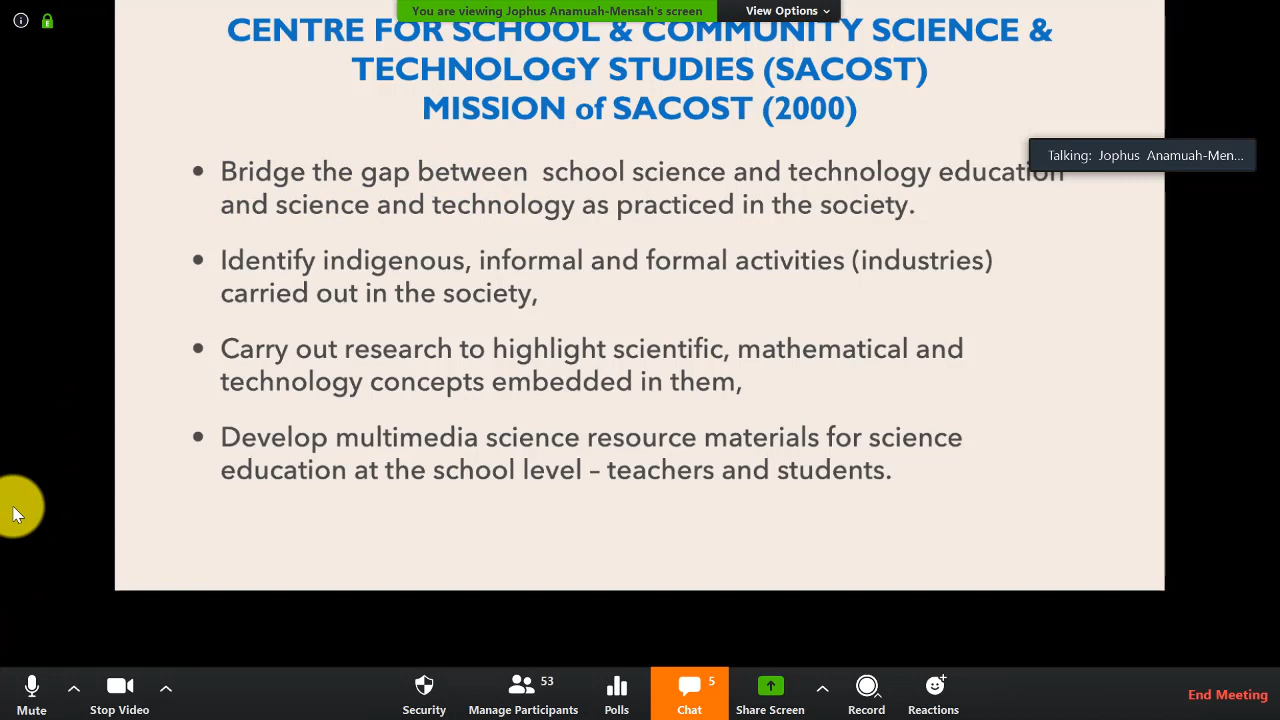 You are viewing Jophus Anamuah-Mensah's screen
View Options
CENTRE FOR SCHOOL & COMMUNITY SCIENCE &
TECHNOLOGY STUDIES (SACOST)
MISSION of SACOST (2000)
Talking: Jophus Anamuah-Men...
• Bridge the gap between school science and technology education
and science and technology as practiced in the society.
• Identify indigenous, informal and formal activities (industries)
carried out in the society,
• Carry out research to highlight scientific, mathematical and
technology concepts embedded in them,
• Develop multimedia science resource materials for science
education at the school level – teachers and students.
Mute
Stop Video
Security
53
Manage Participants
Polls
5
Chat
Share Screen
Record
Reactions
End Meeting